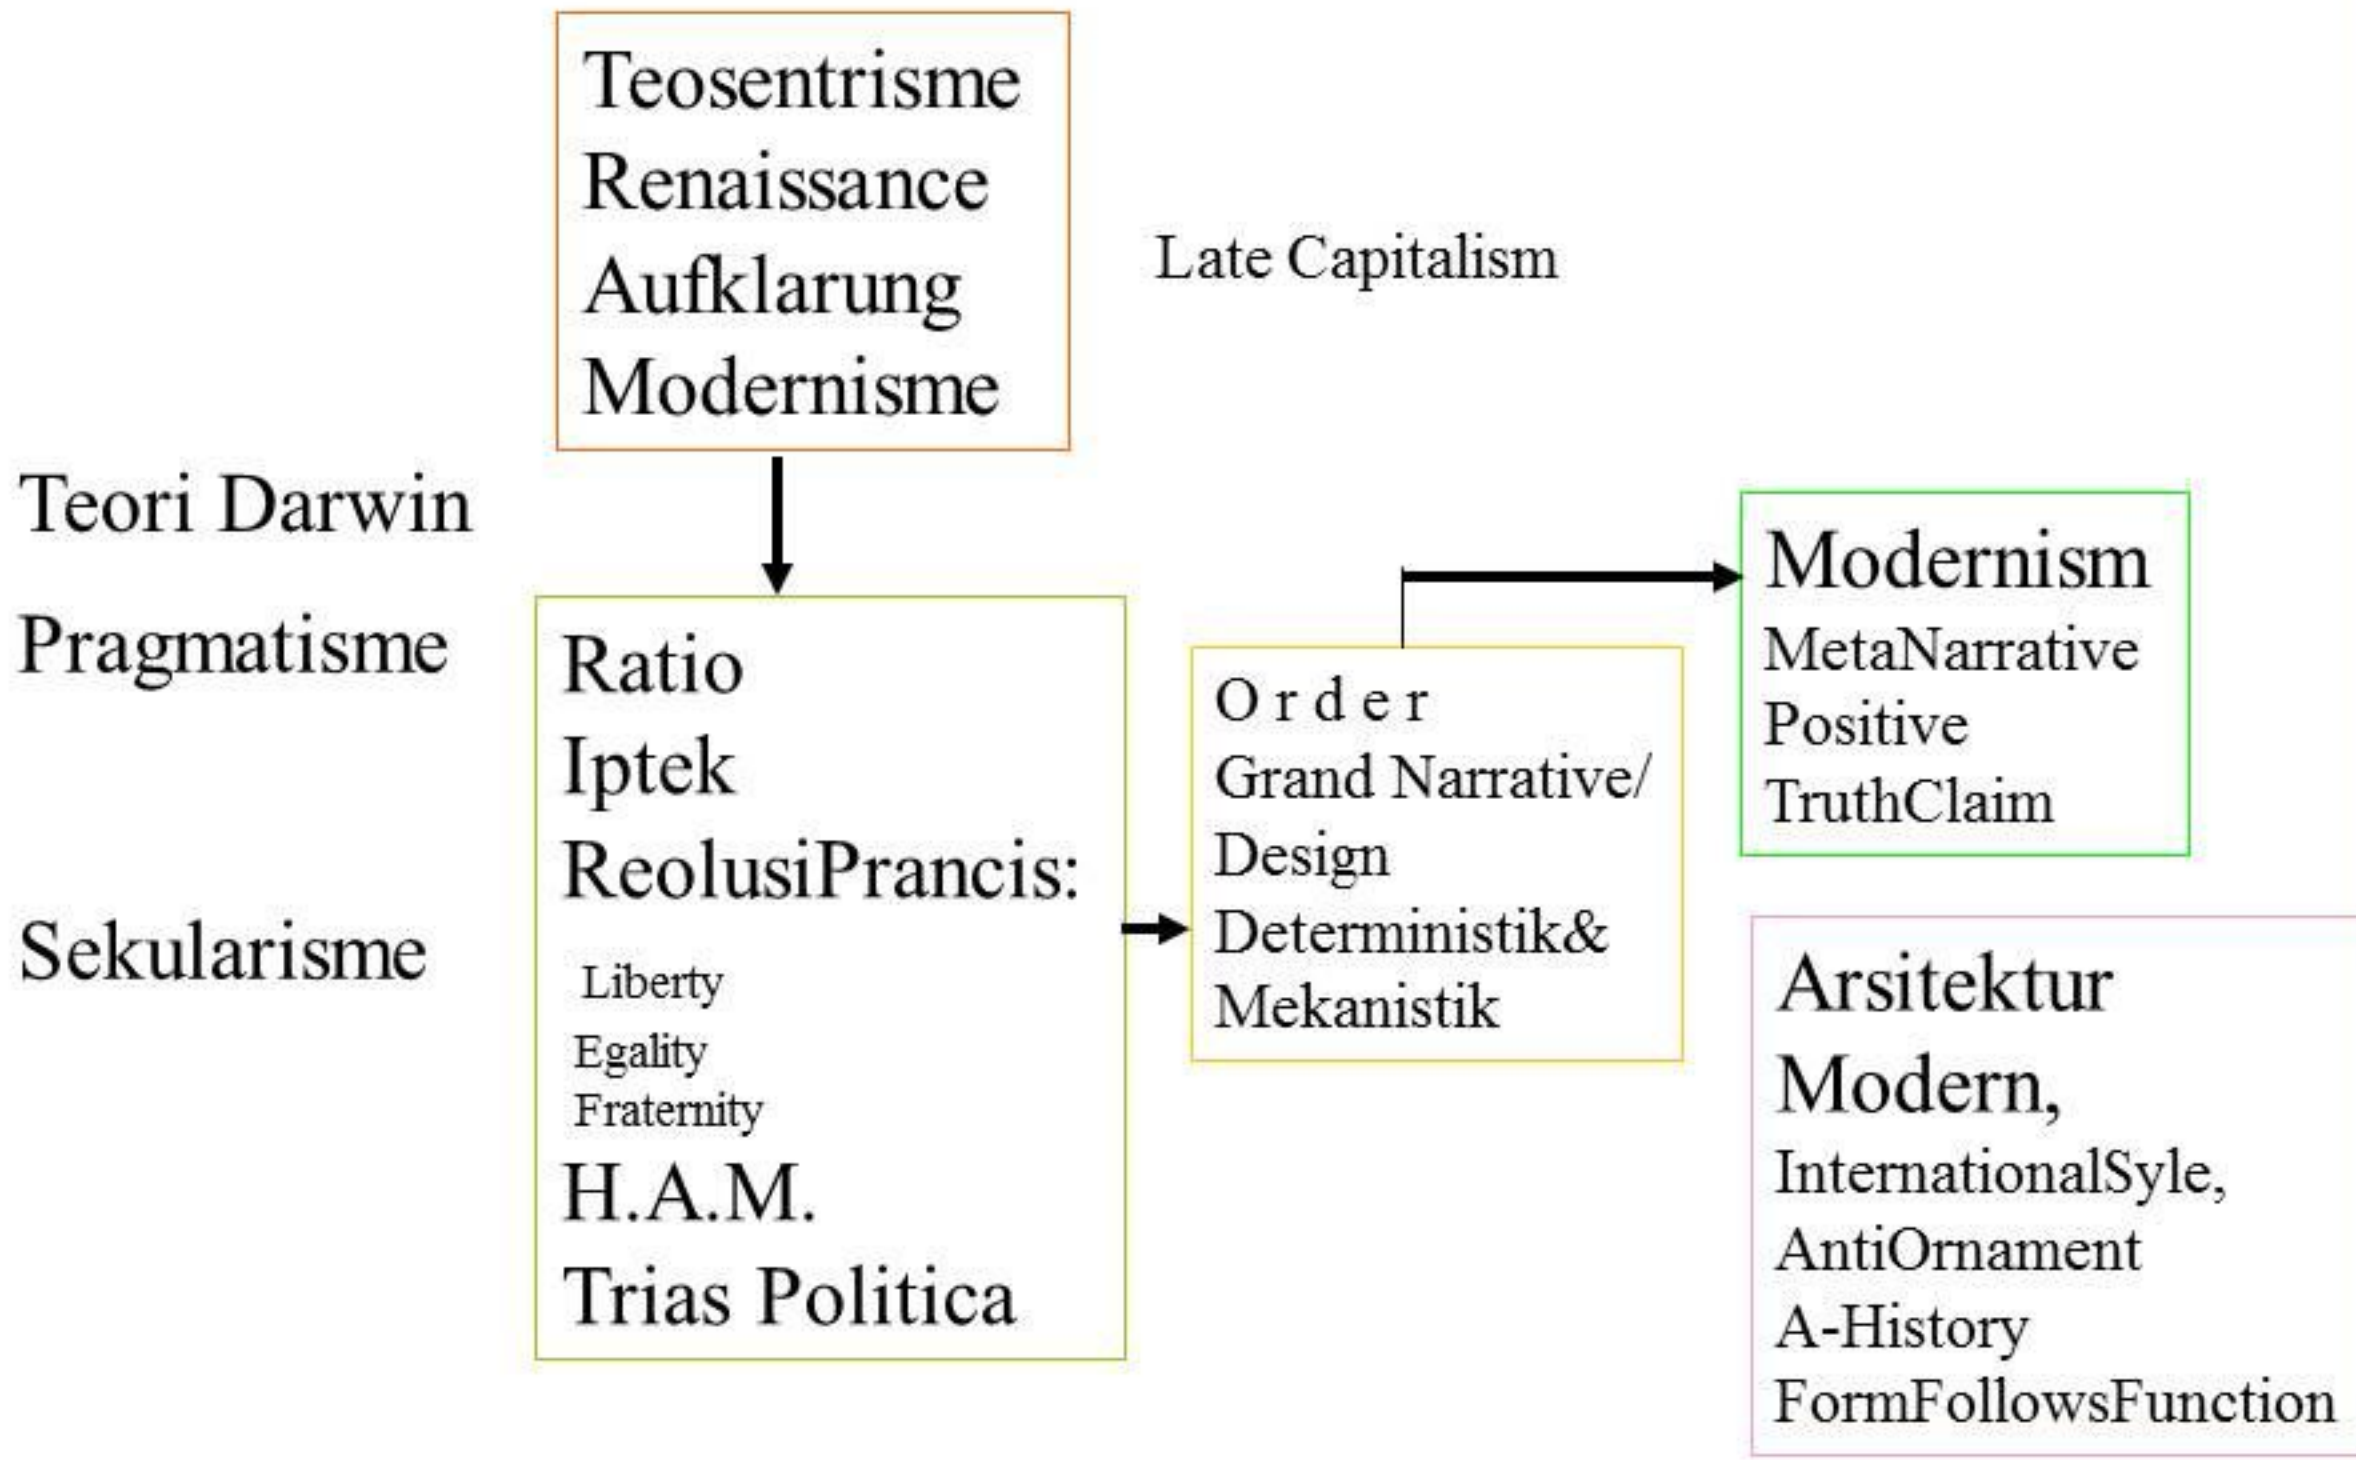 Teosentrisme
Renaissance
Aufklarung
Modernisme
Late Capitalism
Teori Darwin
Pragmatisme
Sekularisme
Ratio
Iptek
ReolusiPrancis:
Liberty
Egality
Fraternity
H.A.M.
Trias Politica
O r d e r
Grand Narrative/
Design
Deterministik&
Mekanistik
Modernism
MetaNarrative
Positive
TruthClaim
Arsitektur
Modern,
InternationalSyle,
AntiOrnament
A-History
FormFollowsFunction